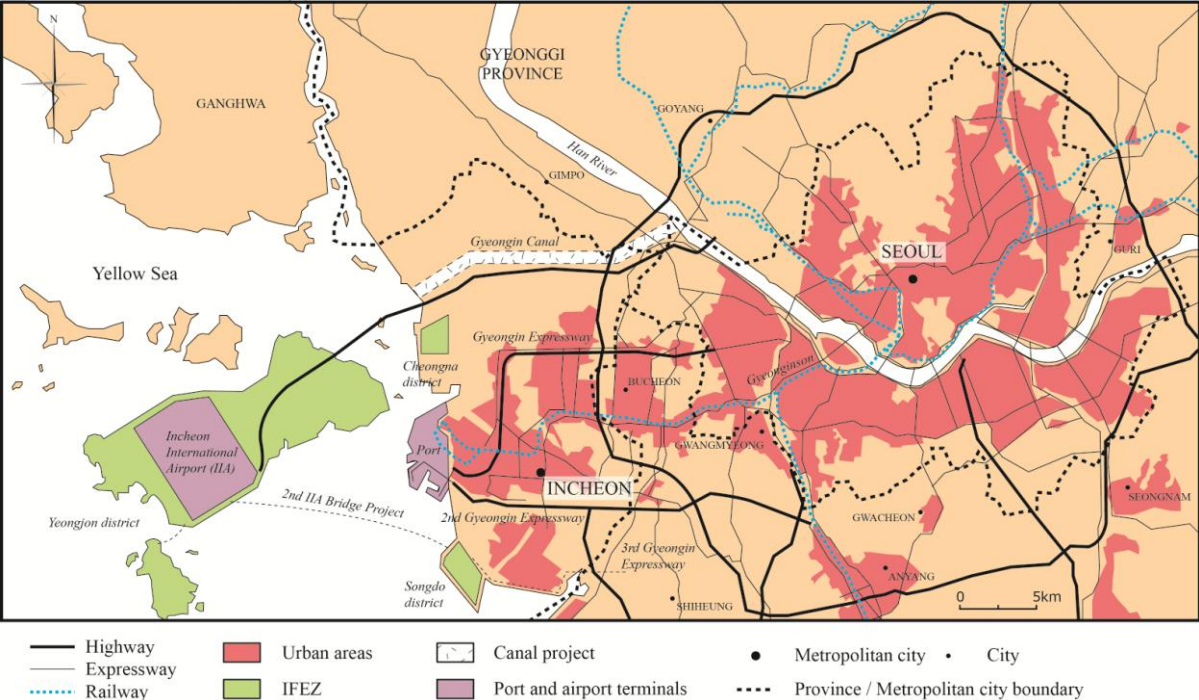 N
GYEONGGI
PROVINCE
GANGHWA
GOYANG
Han River
GIMPO
Gyeongin Canal
SEOUL
GURI
Yellow Sea
Gyeongin Expressway
Cheongna
district
Gyeonginson
BUCHEON
Incheon
International
Airport (IIA)
Port
GWANGMYEONG
INCHEON
2nd IIA Bridge Project
SEONGNAM
Yeongjon district
2nd Gyeongin Expressway
GWACHEON
3rd Gyeongin
Expressway
Songdo
district
ANYANG
SHIHEUNG
0 5km
Highway
Expressway
Railway
Urban areas
IFEZ
Canal project
Port and airport terminals
Metropolitan city
City
Province / Metropolitan city boundary